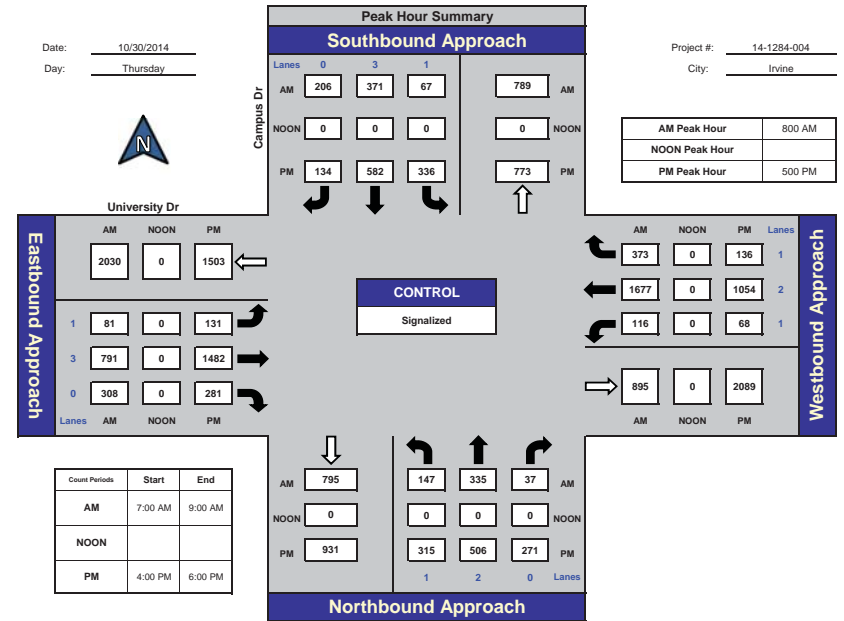 Peak Hour Summary
Southbound Approach
Date: 10/30/2014
Day: Thursday
Project #: 14-1284-004
City: Irvine
N
Campus Dr
University Dr
Lanes 0 3 1
AM 206 371 67 789 AM
NOON 0 0 0 0 NOON
PM 134 582 336 773 PM
AM Peak Hour 800 AM
NOON Peak Hour
PM Peak Hour 500 PM
Eastbound Approach
AM NOON PM
2030 0 1503
1 81 0 131
3 791 0 1482
0 308 0 281
Lanes AM NOON PM
CONTROL
Signalized
AM NOON PM Lanes
373 0 136 1
1677 0 1054 2
116 0 68 1
895 0 2089
AM NOON PM
Westbound Approach
Count Periods Start End
AM 7:00 AM 9:00 AM
NOON
PM 4:00 PM 6:00 PM
AM 795 147 335 37 AM
NOON 0 0 0 0 NOON
PM 931 315 506 271 PM
1 2 0 Lanes
Northbound Approach